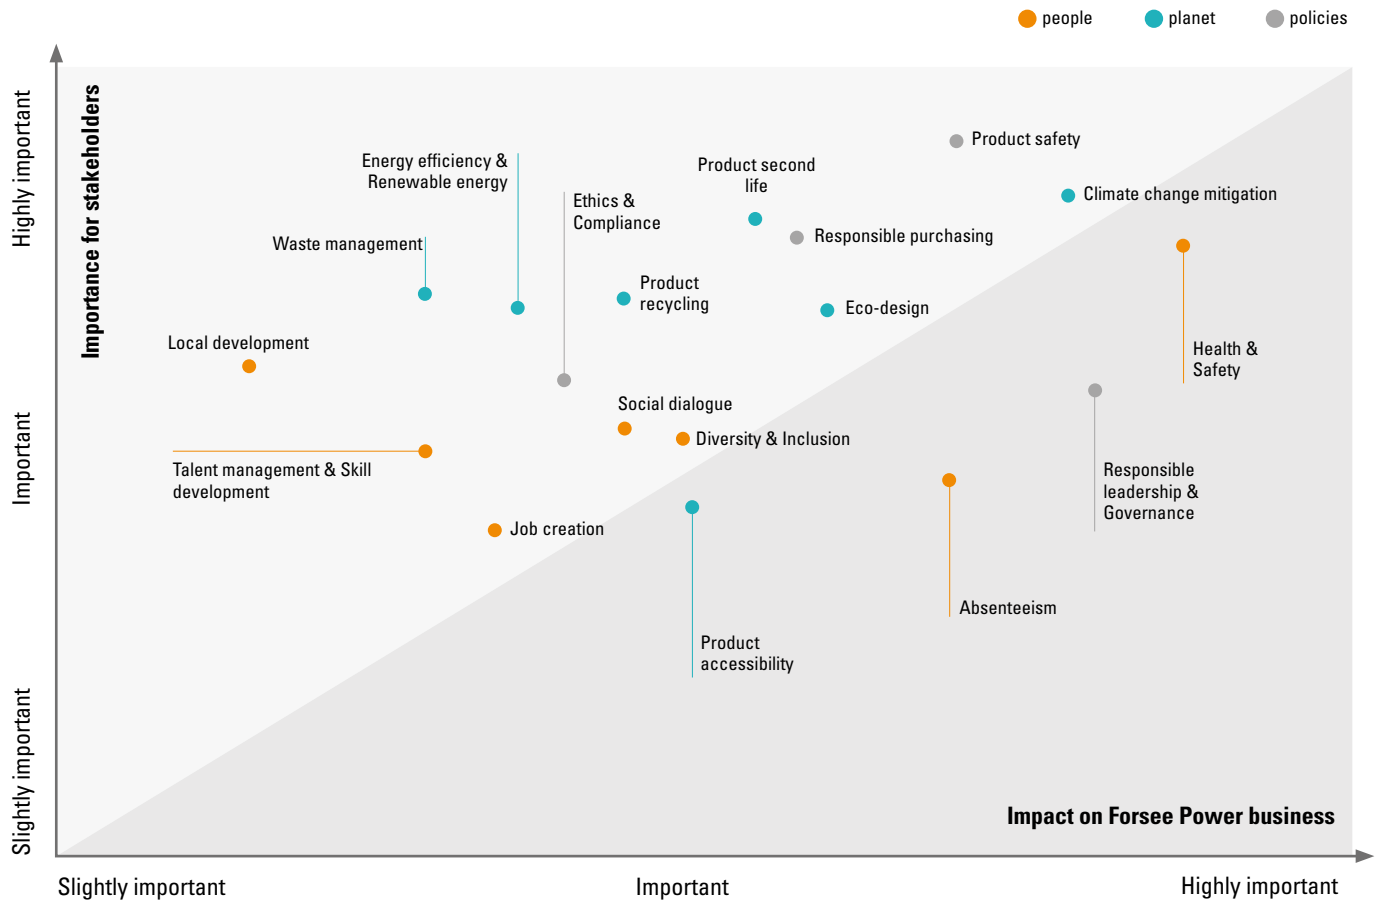 people
planet
policies
Highly important
Important
Slightly important
Importance for stakeholders
Product safety
Energy efficiency &
Renewable energy
Product second
life
Climate change mitigation
Ethics &
Compliance
Waste management
Responsible purchasing
Product
recycling
Eco-design
Local development
Health &
Safety
Social dialogue
Diversity & Inclusion
Talent management & Skill
development
Responsible
leadership &
Governance
Job creation
Absenteeism
Product
accessibility
Impact on Forsee Power business
Slightly important
Important
Highly important